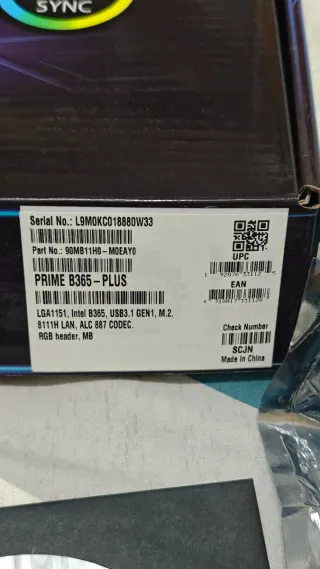 SYNC
Serial No.: L9M0KC018880W33
Part No.: 90MB11H0-M0EAY0
UPC
PRIME B365-PLUS
EAN
LGA1151, Intel B365, USB3.1 GEN1, M.2,
8111H LAN, ALC 887 CODEC.
RGB header, MB
Check Number
SCJN
Made in China